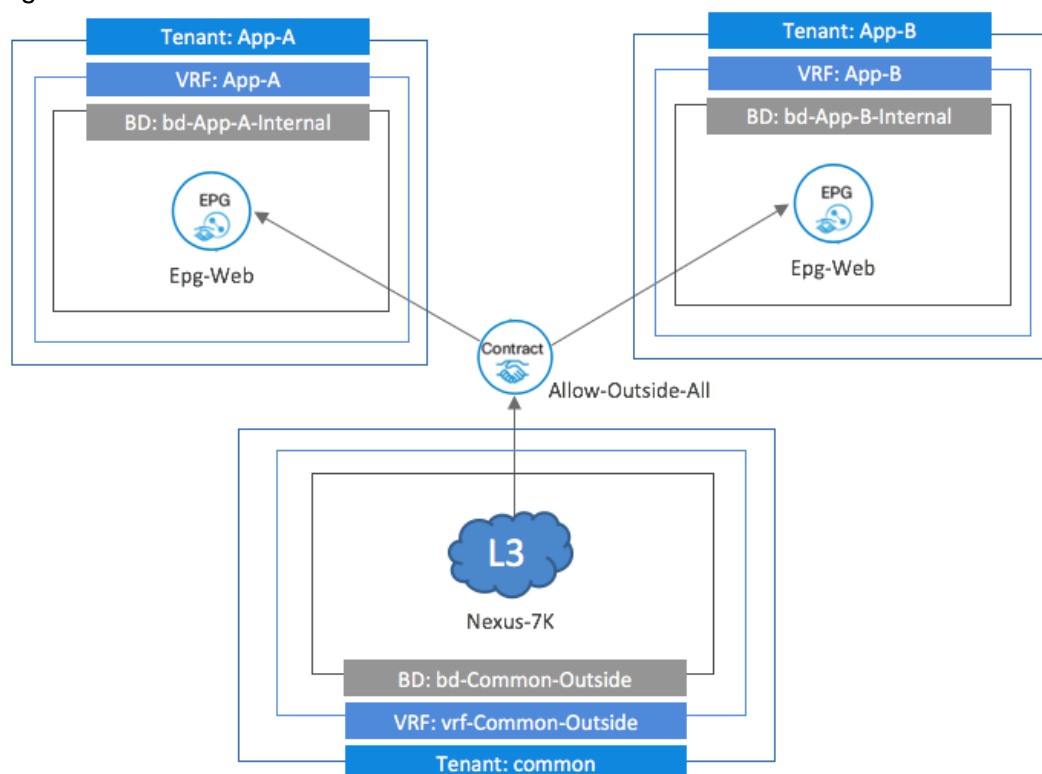 Tenant: App-A
VRF: App-A
BD: bd-App-A-Internal
EPG
Epg-Web
Tenant: App-B
VRF: App-B
BD: bd-App-B-Internal
EPG
Epg-Web
Contract
Allow-Outside-All
L3
Nexus-7K
BD: bd-Common-Outside
VRF: vrf-Common-Outside
Tenant: common